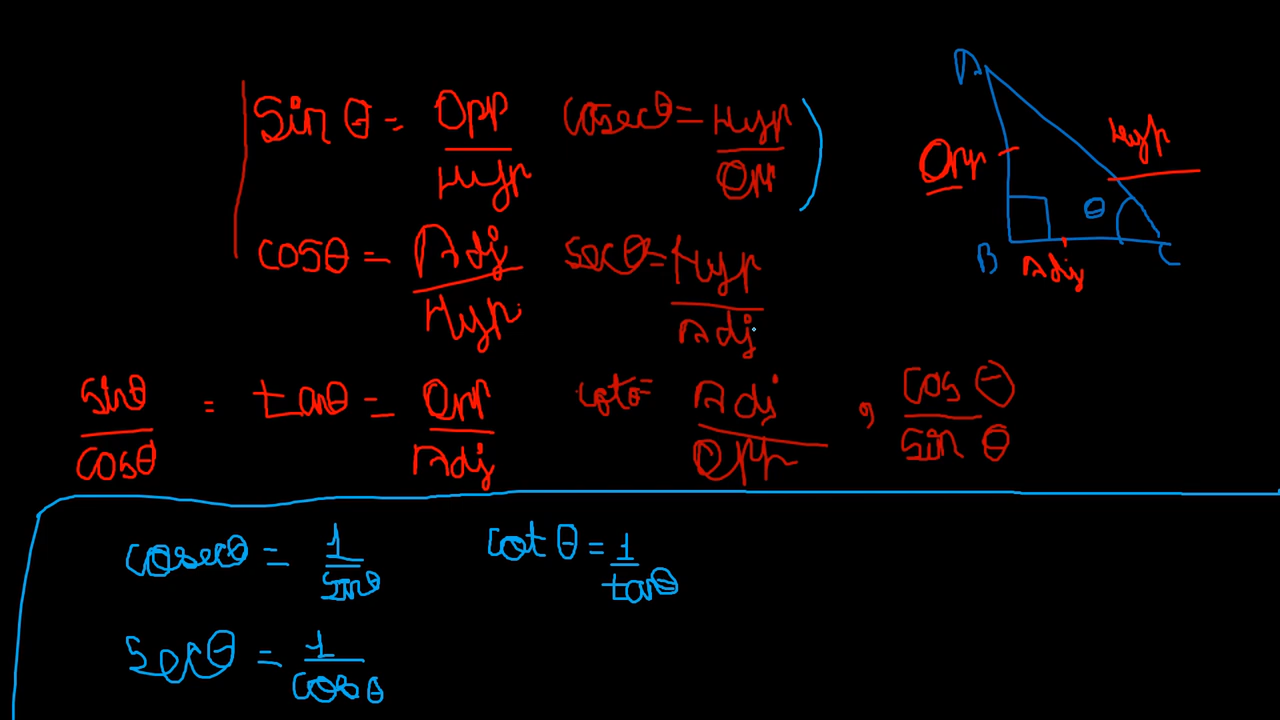 sin θ = Opp/Hyp cosecθ = Hyp/Opp
cosθ = Adj/Hyp secθ = Hyp/Adj
sinθ/cosθ = tanθ = Opp/Adj cotθ = Adj/Opp , cos θ/sin θ
A
Opp
Hyp
θ
B
Adj
C
cosecθ = 1/sinθ cot θ = 1/tanθ
secθ = 1/cosθ